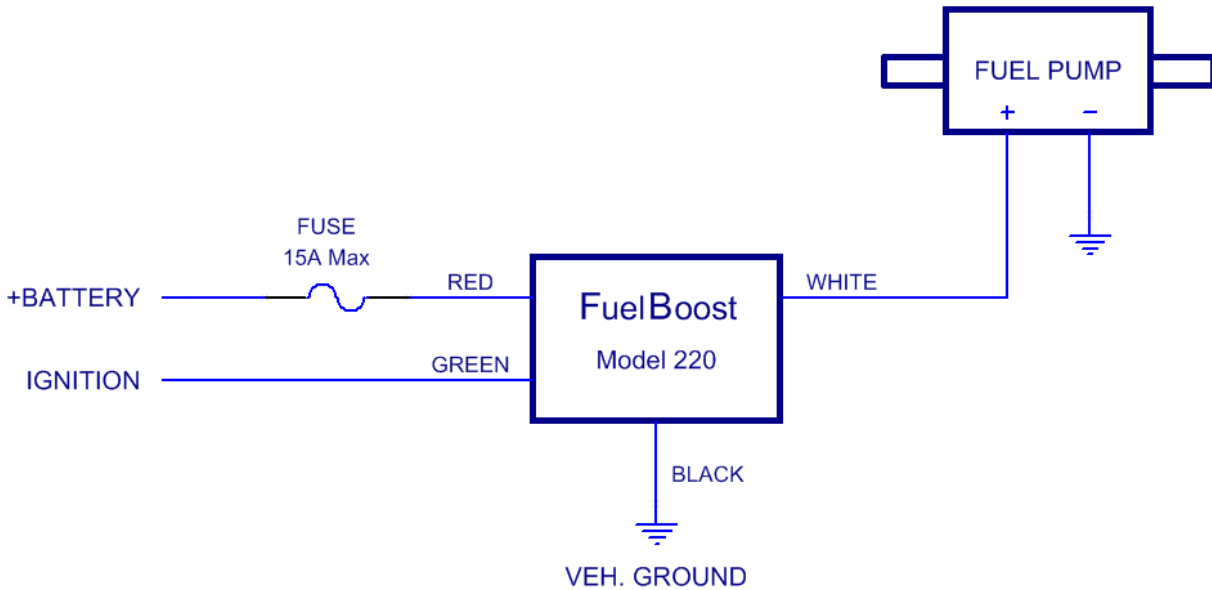 FUEL PUMP
+ −
FUSE
15A Max
+BATTERY
RED
FuelBoost
WHITE
Model 220
IGNITION
GREEN
BLACK
VEH. GROUND